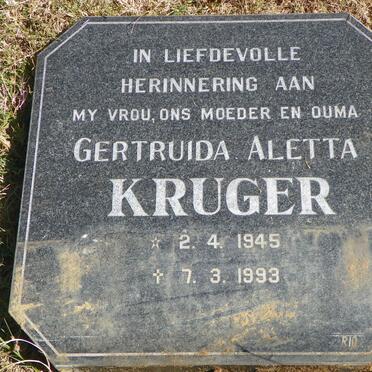 IN LIEFDEVOLLE
HERINNERING AAN
MY VROU, ONS MOEDER EN OUMA
GERTRUIDA ALETTA
KRUGER
☆ 2. 4. 1945
✝ 7. 3. 1993